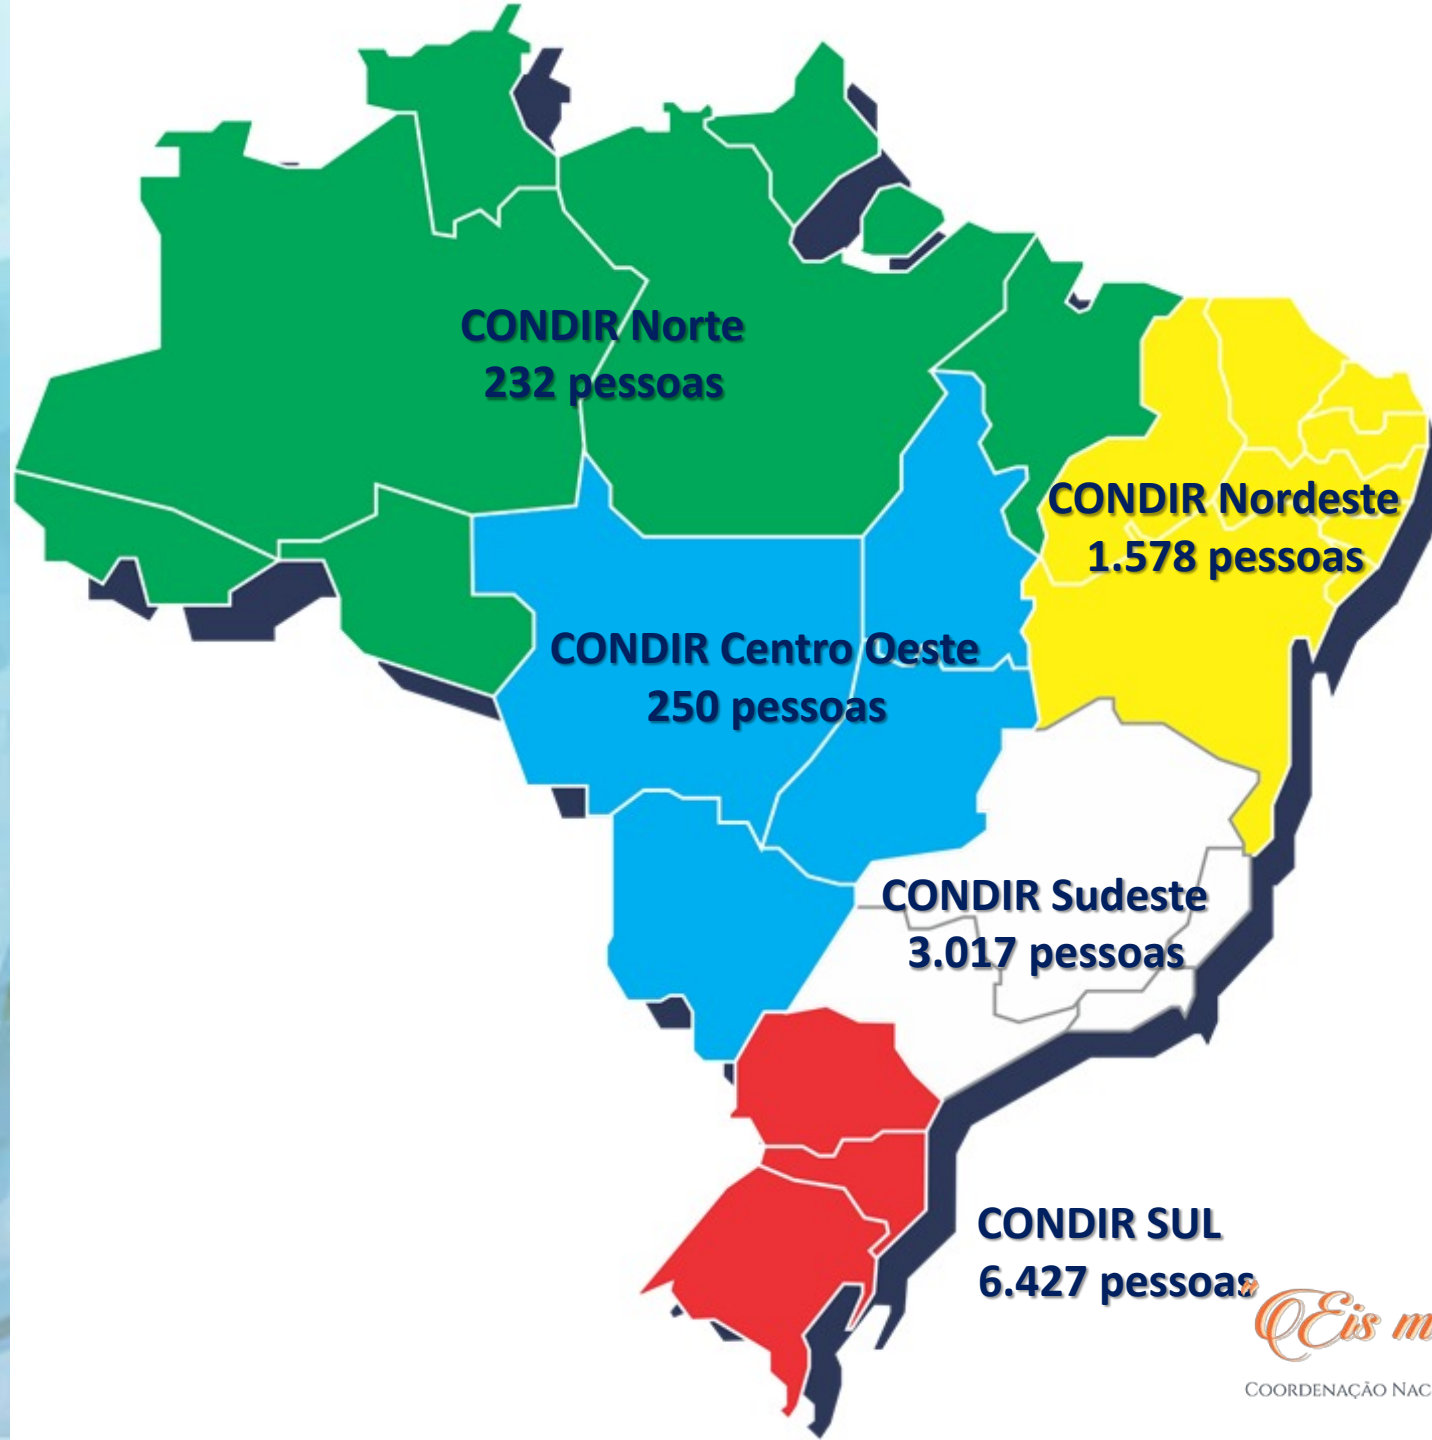 CONDIR Norte
232 pessoas
CONDIR Nordeste
1.578 pessoas
CONDIR Centro Oeste
250 pessoas
CONDIR Sudeste
3.017 pessoas
CONDIR SUL
6.427 pessoas
"Eis m
COORDENAÇÃO NAC